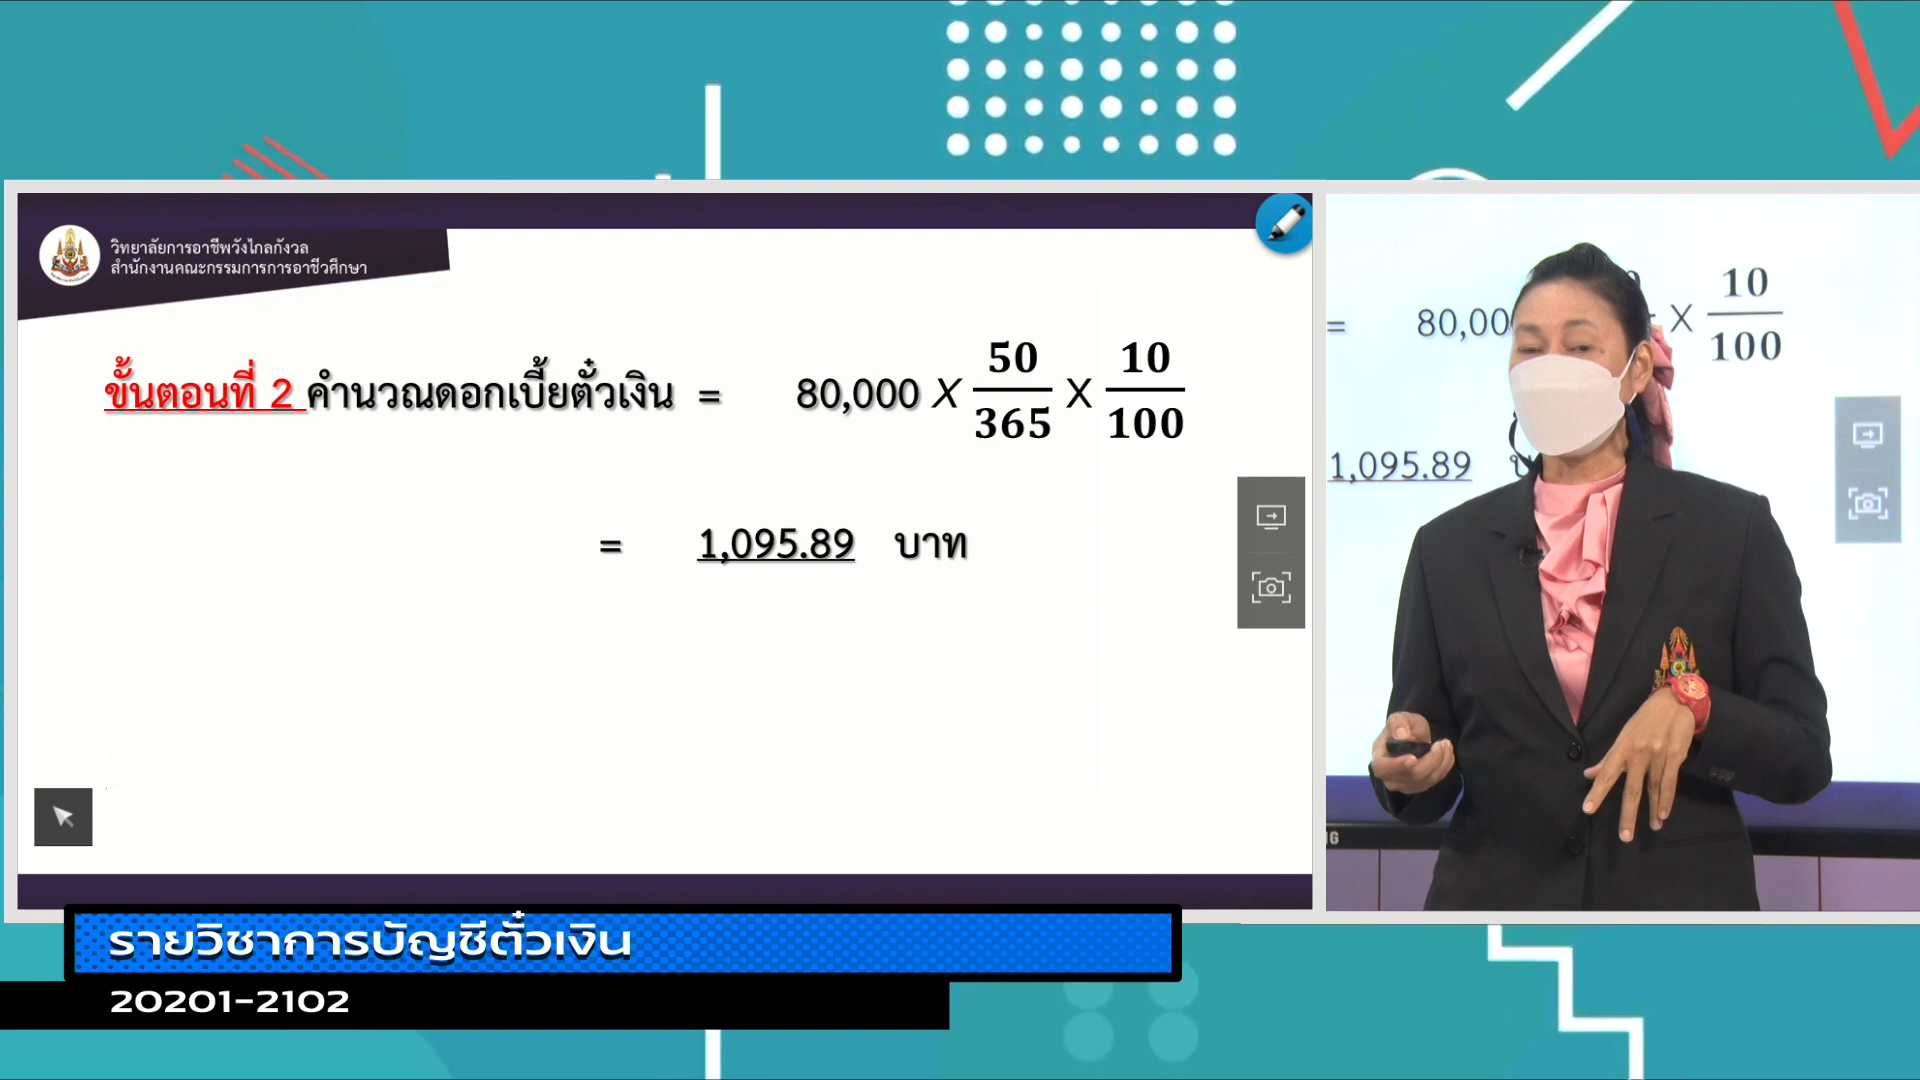 วิทยาลัยการอาชีพวังไกลกังวล
สำนักงานคณะกรรมการการอาชีวศึกษา
ขั้นตอนที่ 2 คำนวณดอกเบี้ยตั๋วเงิน = 80,000 X 50/365 X 10/100
= 1,095.89 บาท
= 80,00 X 10/100
1,095.89
รายวิชาการบัญชีตั๋วเงิน
20201-2102